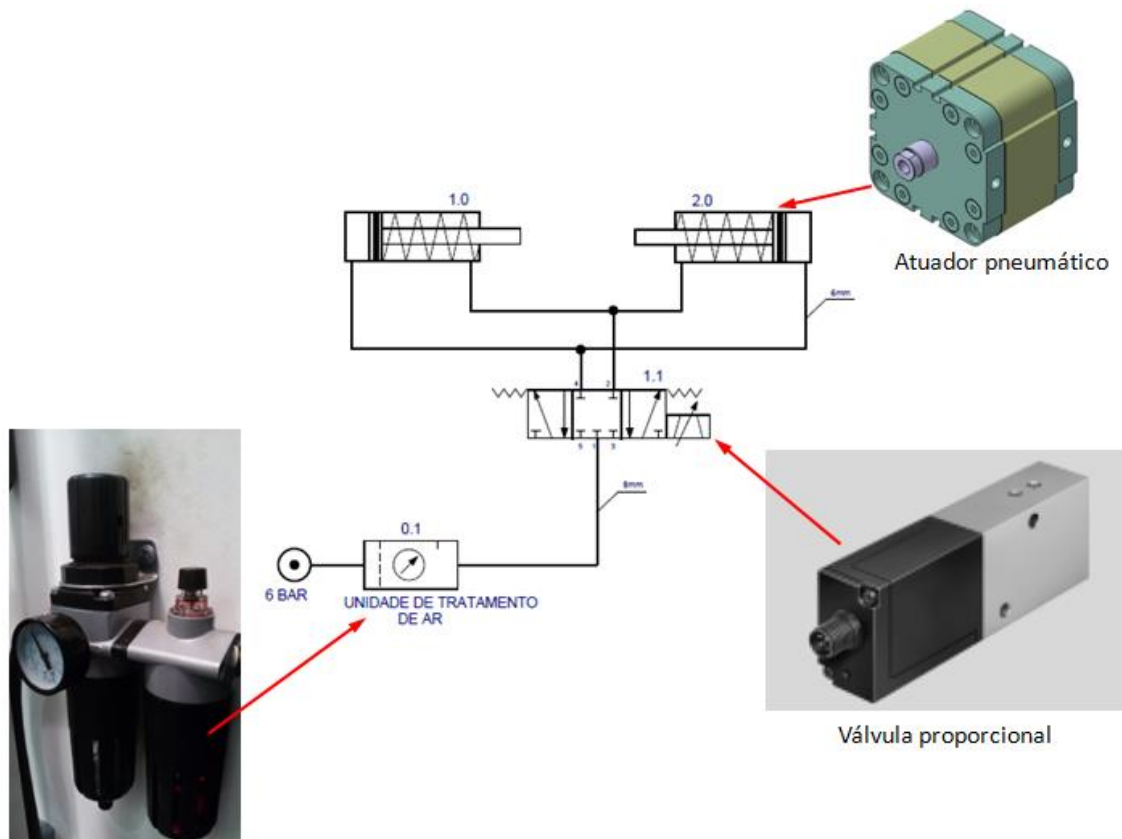 Atuador pneumático
1.0
2.0
6mm
1.1
4
2
5
1
3
8mm
0.1
6 BAR
UNIDADE DE TRATAMENTO
DE AR
Válvula proporcional